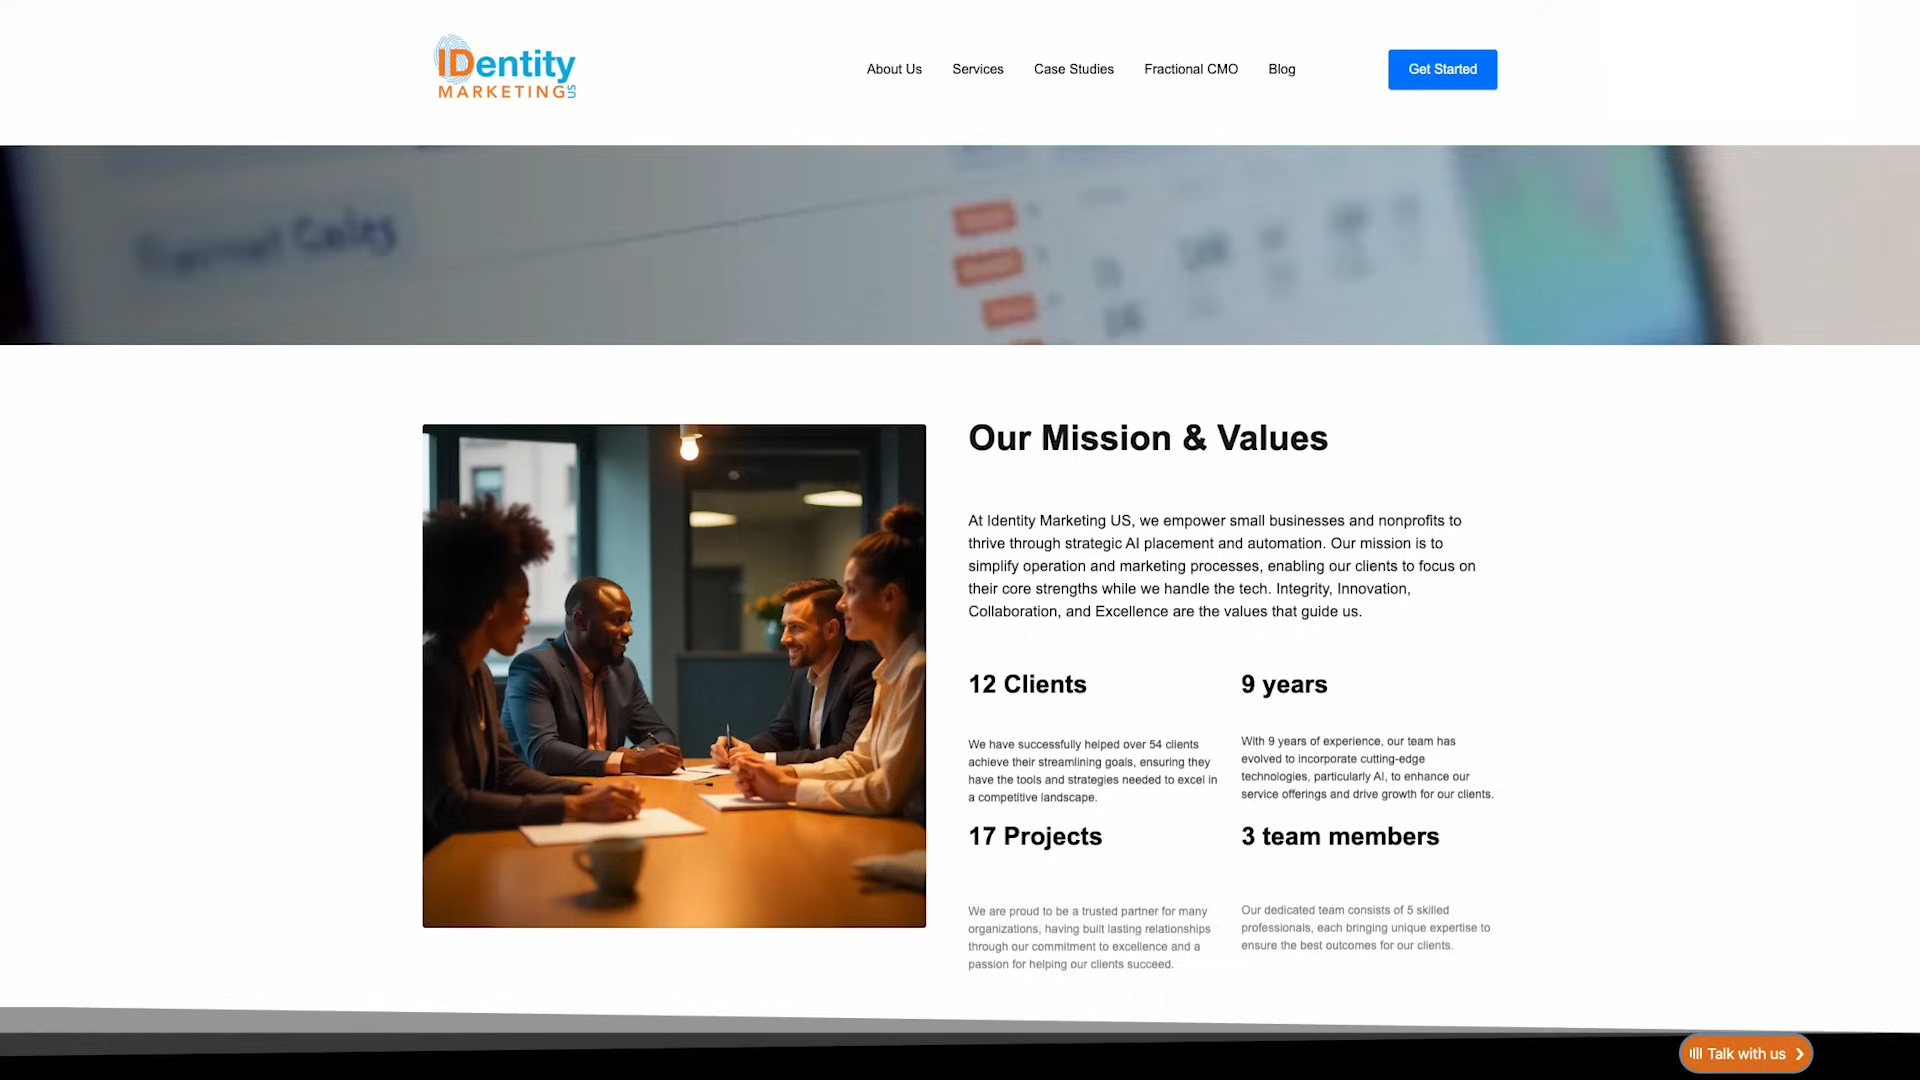 IDentity
MARKETING US
About Us
Services
Case Studies
Fractional CMO
Blog
Get Started
Our Mission & Values
At Identity Marketing US, we empower small businesses and nonprofits to
thrive through strategic AI placement and automation. Our mission is to
simplify operation and marketing processes, enabling our clients to focus on
their core strengths while we handle the tech. Integrity, Innovation,
Collaboration, and Excellence are the values that guide us.
12 Clients
We have successfully helped over 54 clients
achieve their streamlining goals, ensuring they
have the tools and strategies needed to excel in
a competitive landscape.
9 years
With 9 years of experience, our team has
evolved to incorporate cutting-edge
technologies, particularly AI, to enhance our
service offerings and drive growth for our clients.
17 Projects
We are proud to be a trusted partner for many
organizations, having built lasting relationships
through our commitment to excellence and a
passion for helping our clients succeed.
3 team members
Our dedicated team consists of 5 skilled
professionals, each bringing unique expertise to
ensure the best outcomes for our clients.
Talk with us